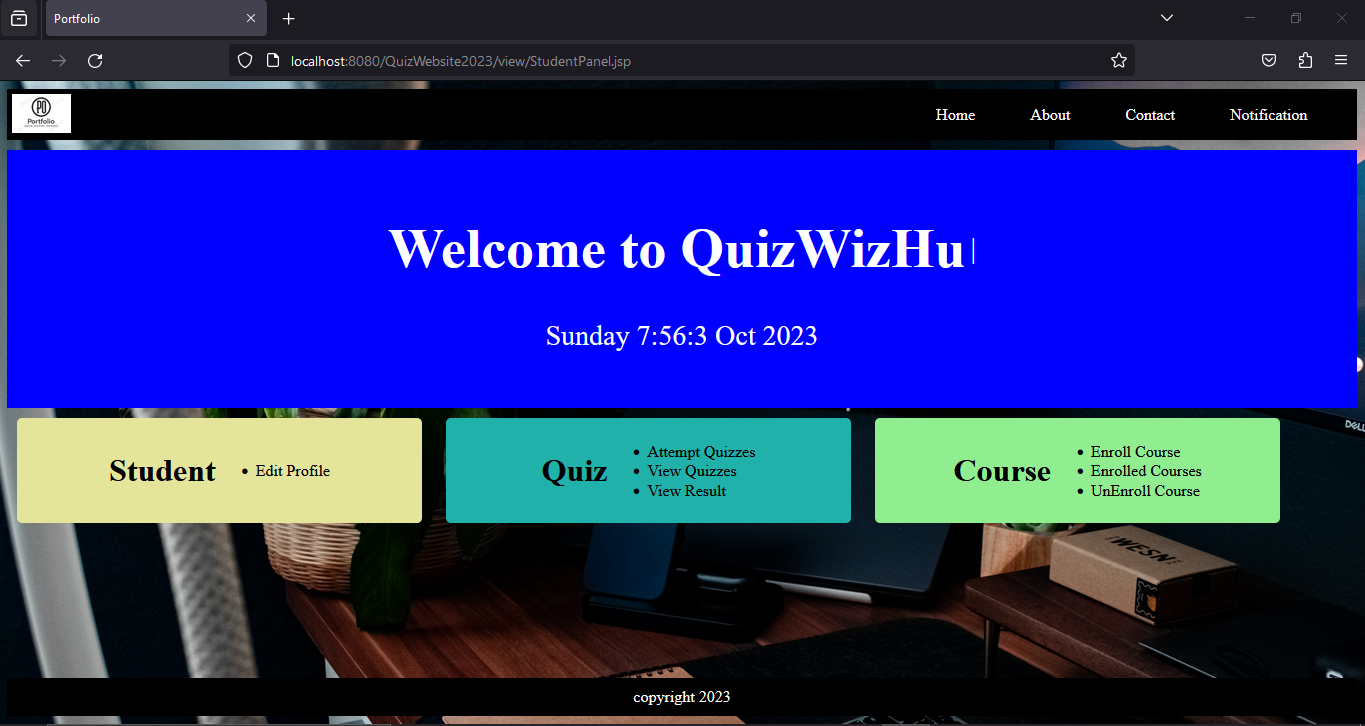 Portfolio
localhost:8080/QuizWebsite2023/view/StudentPanel.jsp
PO
Portfolio
Home About Contact Notification
Welcome to QuizWizHu
Sunday 7:56:3 Oct 2023
Student
Edit Profile
Quiz
Attempt Quizzes
View Quizzes
View Result
Course
Enroll Course
Enrolled Courses
UnEnroll Course
DELL
WESN
copyright 2023